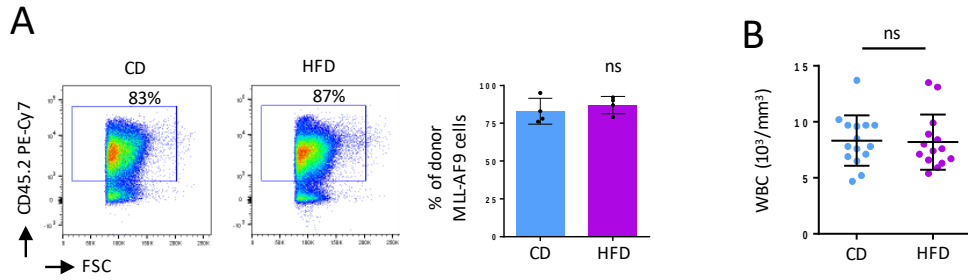 A
CD
HFD
83%
87%
CD45.2 PE-Cy7
FSC
% of donor
MLL-AF9 cells
ns
100
75
50
25
0
CD
HFD
B
ns
WBC (10³/mm³)
15
10
5
0
CD
HFD